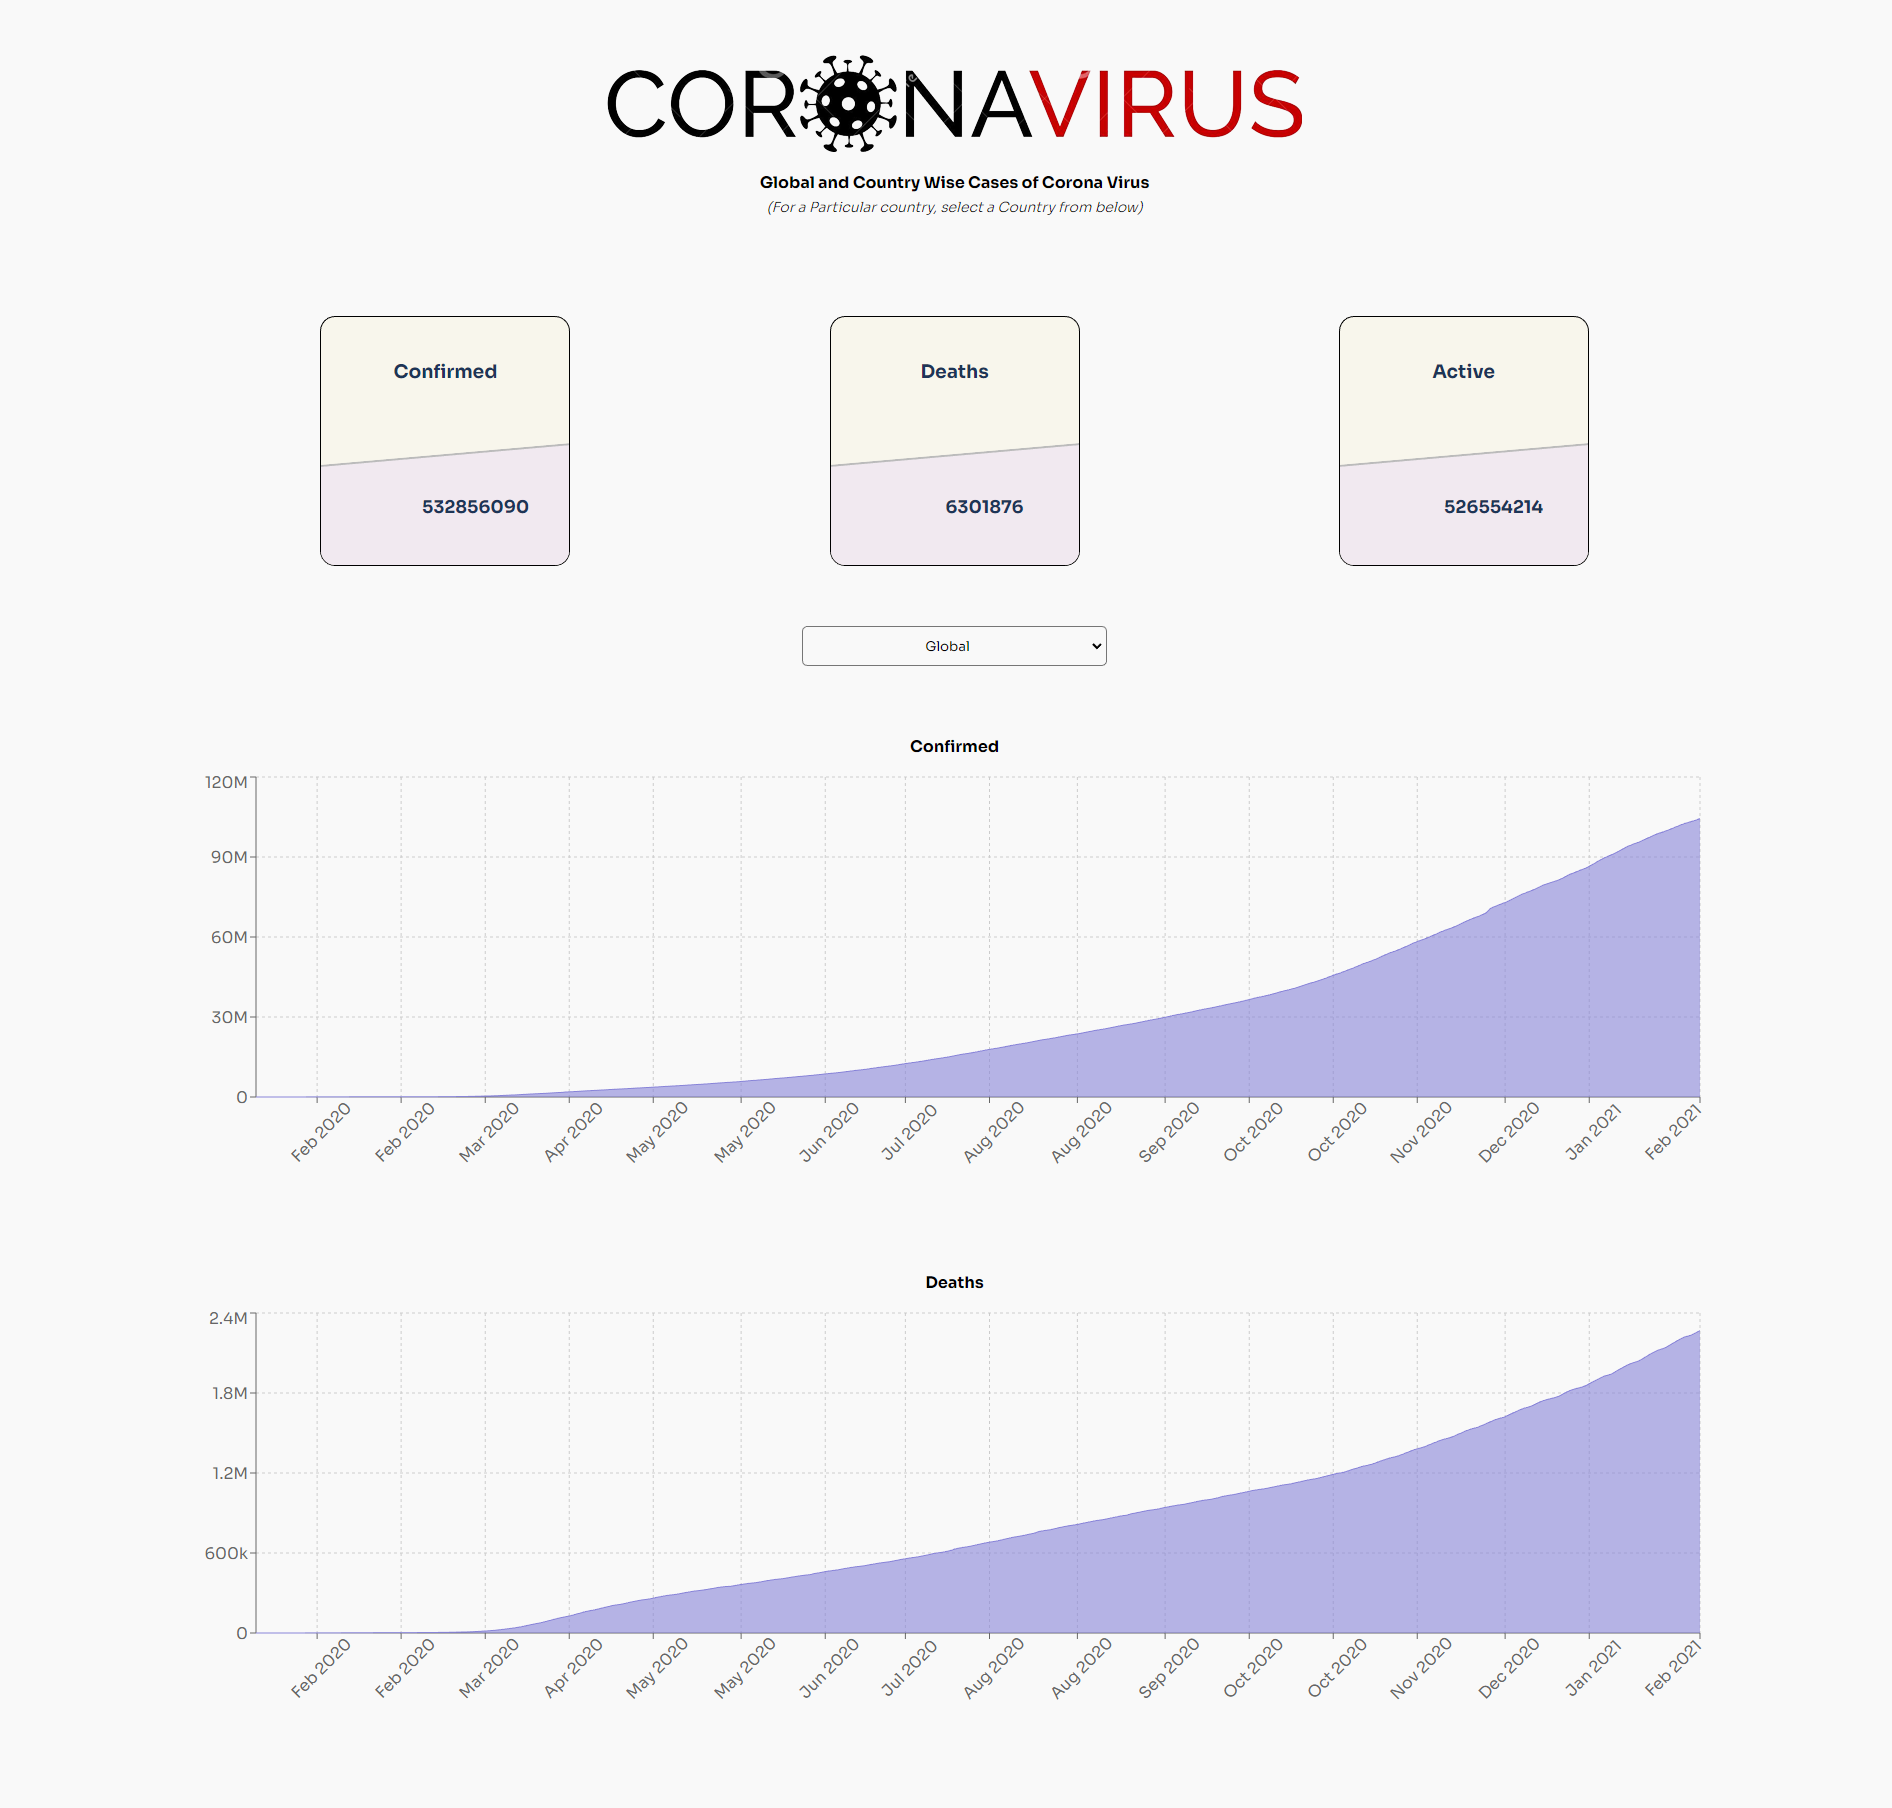 CORONAVIRUS
Global and Country Wise Cases of Corona Virus
(For a Particular country, select a Country from below)
Confirmed
532856090
Deaths
6301876
Active
526554214
Global
Confirmed
120M
90M
60M
30M
0
Feb 2020 Feb 2020 Mar 2020 Apr 2020 May 2020 May 2020 Jun 2020 Jul 2020 Aug 2020 Aug 2020 Sep 2020 Oct 2020 Oct 2020 Nov 2020 Dec 2020 Jan 2021 Feb 2021
Deaths
2.4M
1.8M
1.2M
600k
0
Feb 2020 Feb 2020 Mar 2020 Apr 2020 May 2020 May 2020 Jun 2020 Jul 2020 Aug 2020 Aug 2020 Sep 2020 Oct 2020 Oct 2020 Nov 2020 Dec 2020 Jan 2021 Feb 2021